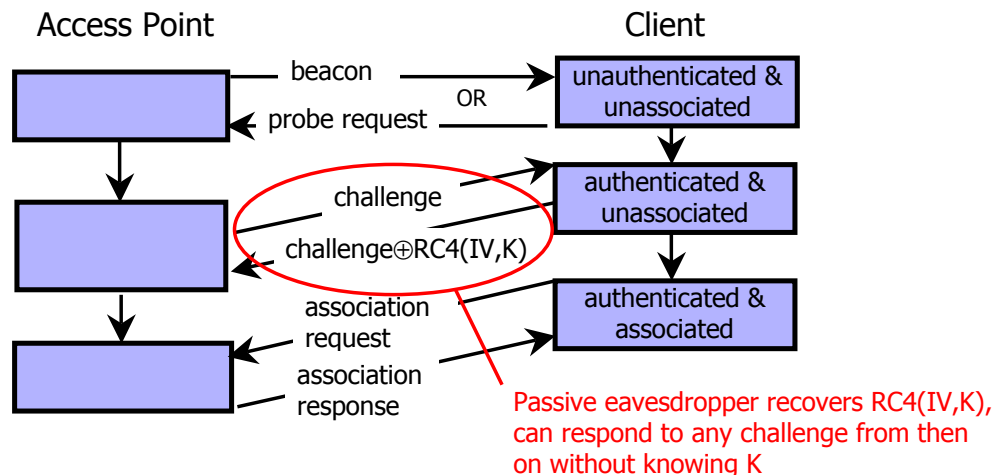 Access Point
Client
beacon
unauthenticated &
unassociated
OR
probe request
challenge
authenticated &
unassociated
challenge⊕RC4(IV,K)
association
request
authenticated &
associated
association
response
Passive eavesdropper recovers RC4(IV,K),
can respond to any challenge from then
on without knowing K